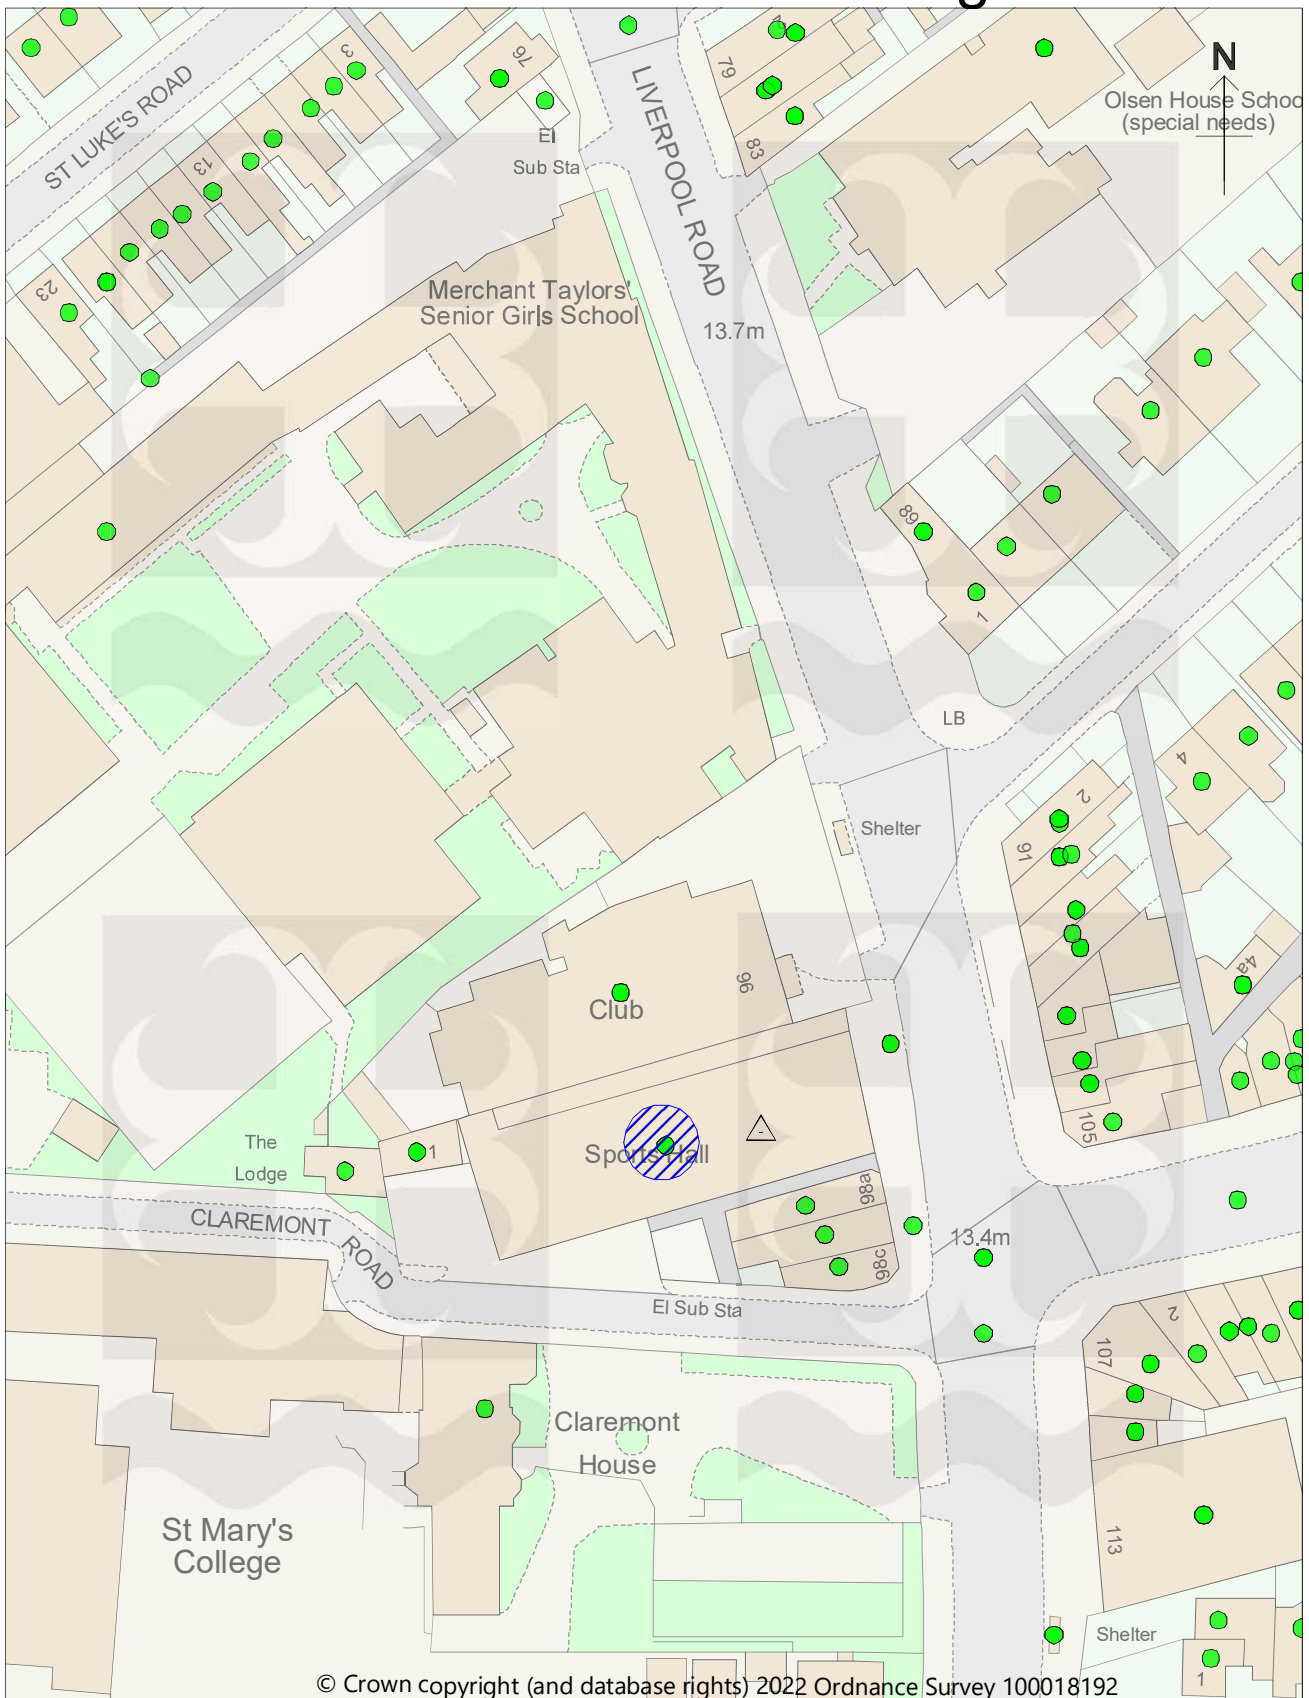 g
3
76
79
N
ST LUKE'S ROAD
LIVERPOOL ROAD
Olsen House Schoo
(special needs)
El
Sub Sta
83
13
23
Merchant Taylors'
Senior Girls School
13.7m
89
1
LB
4
2
Shelter
91
96
Club
4a
105
The
Lodge
1
Sports Hall
98a
CLAREMONT ROAD
98c
13.4m
El Sub Sta
2
107
Claremont
House
St Mary's
College
113
Shelter
1
© Crown copyright (and database rights) 2022 Ordnance Survey 100018192